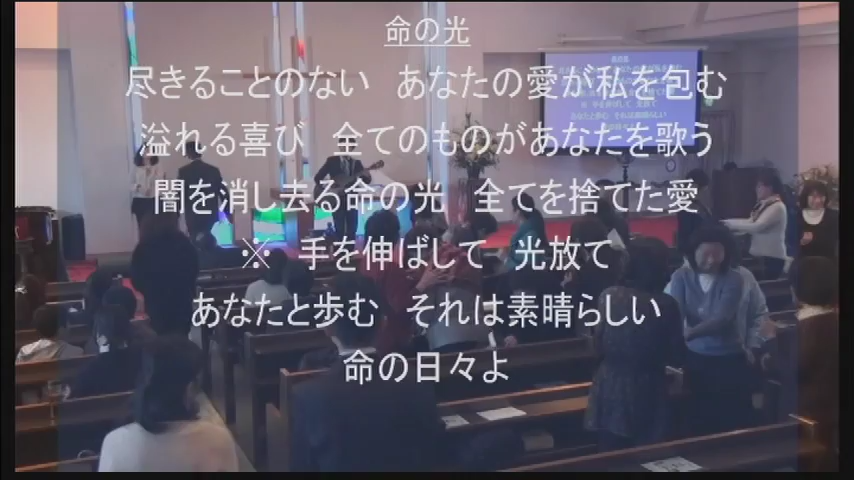 命の光
尽きることのない　あなたの愛が私を包む
溢れる喜び　全てのものがあなたを歌う
闇を消し去る命の光　全てを捨てた愛
※　手を伸ばして　光放て
あなたと歩む　それは素晴らしい
命の日々よ